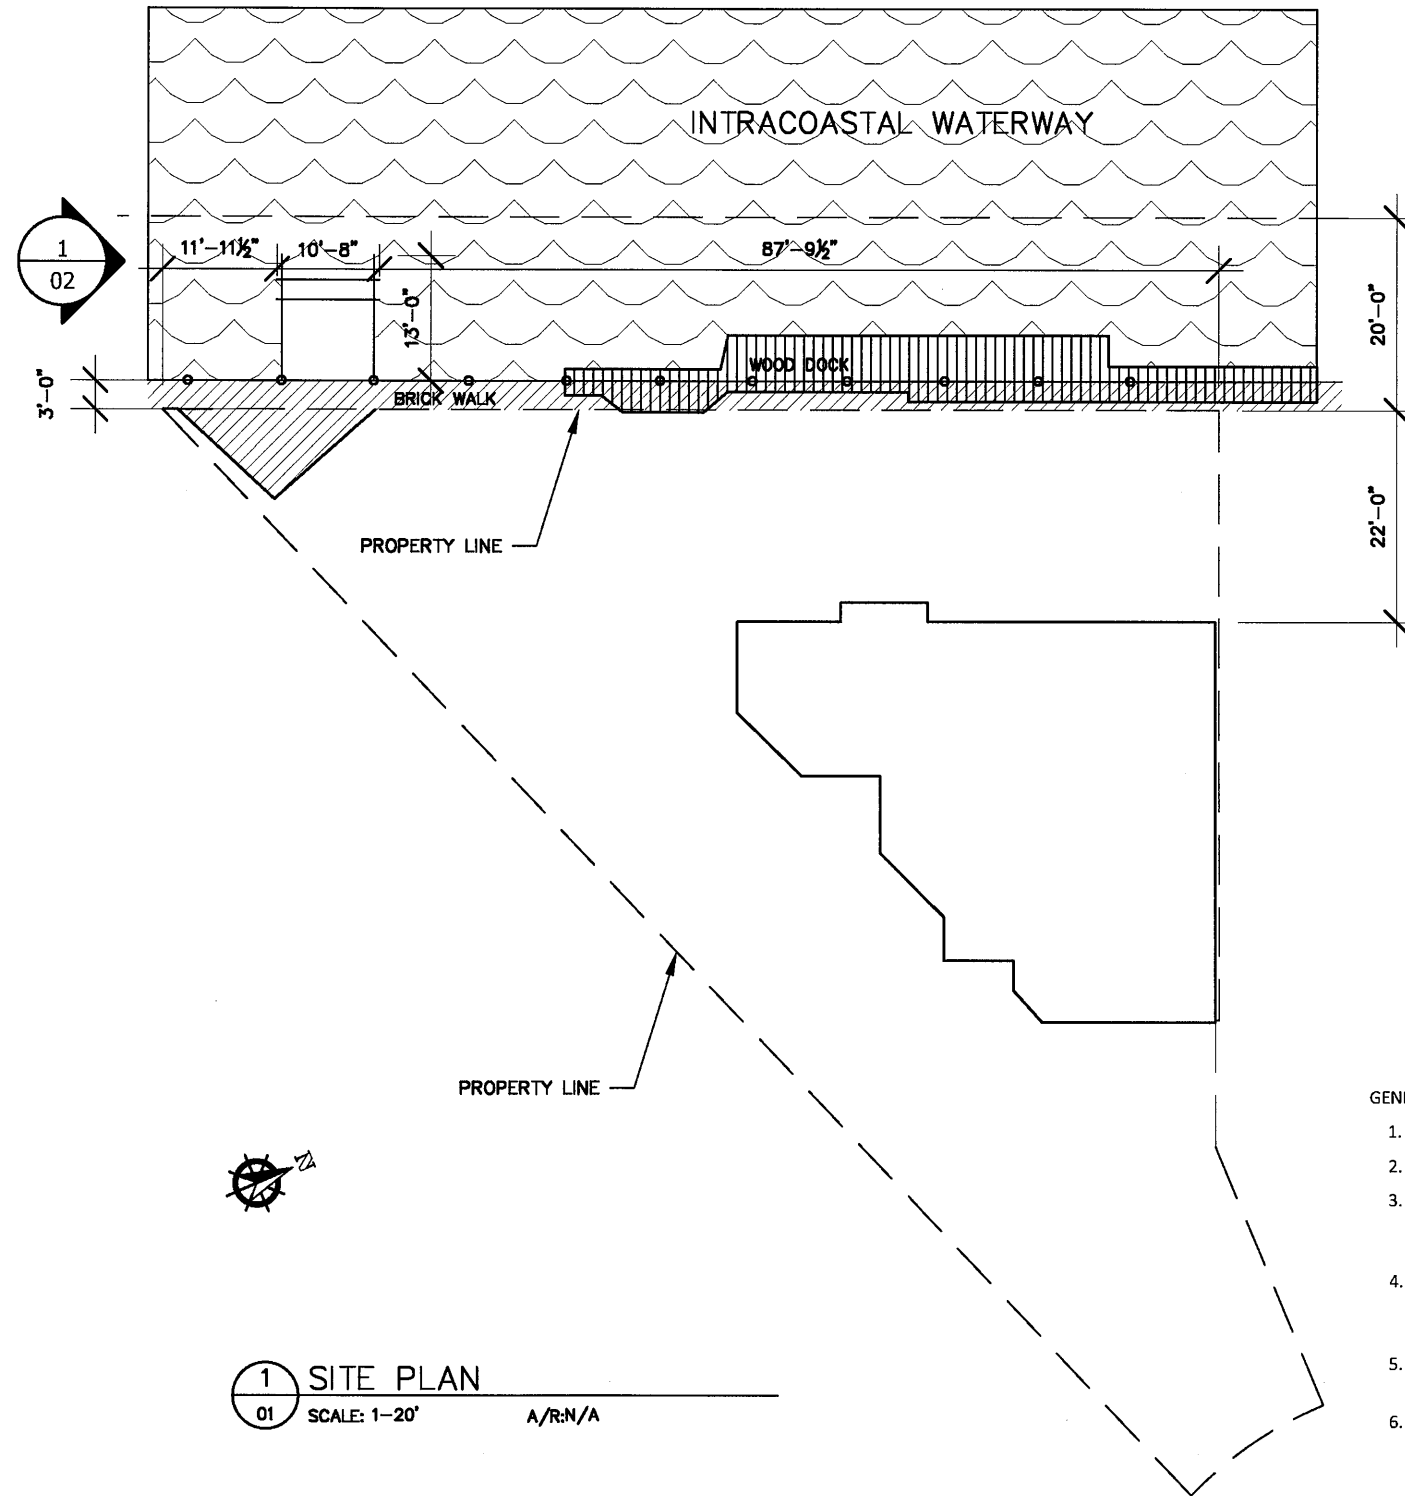 INTRACOASTAL WATERWAY
1
02
11'-11½"
10'-8"
87'-9½"
13'-0"
20'-0"
3'-0"
WOOD DOCK
BRICK WALK
PROPERTY LINE
22'-0"
PROPERTY LINE
N
1.
2.
3.
4.
5.
6.
1
01
SITE PLAN
SCALE: 1-20'
A/R:N/A